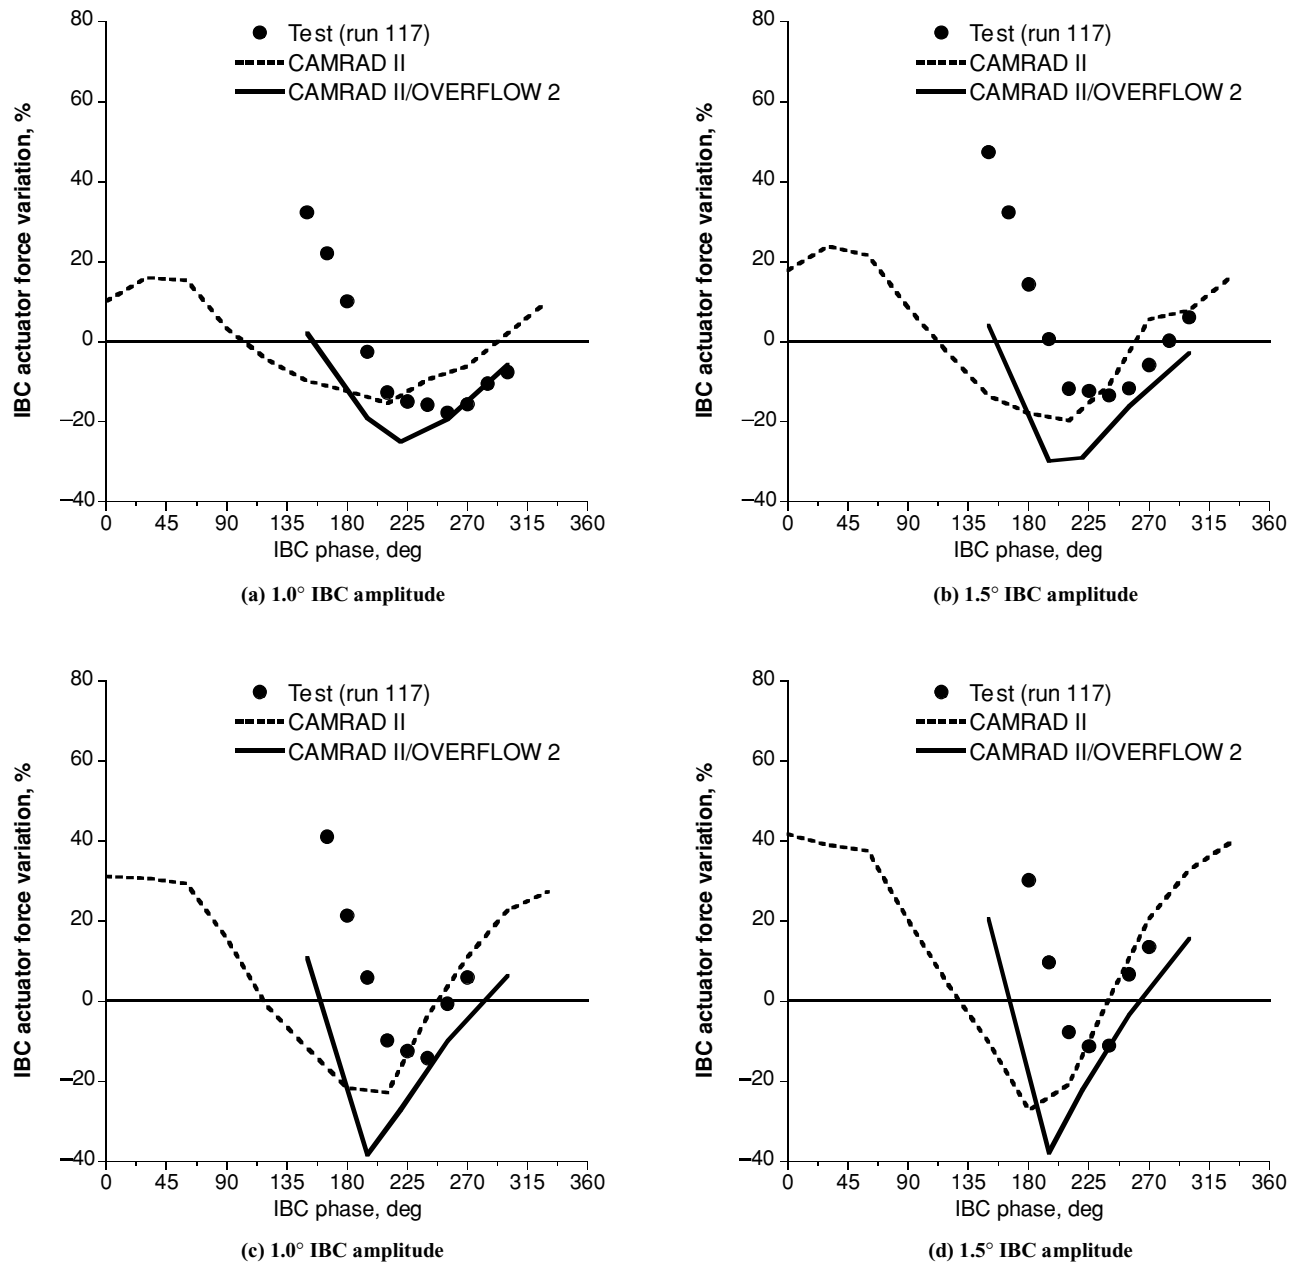 80
60
40
20
0
−20
−40
IBC actuator force variation, %
Test (run 117)
CAMRAD II
CAMRAD II/OVERFLOW 2
0 45 90 135 180 225 270 315 360
IBC phase, deg
(a) 1.0° IBC amplitude
80
60
40
20
0
−20
−40
IBC actuator force variation, %
Test (run 117)
CAMRAD II
CAMRAD II/OVERFLOW 2
0 45 90 135 180 225 270 315 360
IBC phase, deg
(b) 1.5° IBC amplitude
80
60
40
20
0
−20
−40
IBC actuator force variation, %
Test (run 117)
CAMRAD II
CAMRAD II/OVERFLOW 2
0 45 90 135 180 225 270 315 360
IBC phase, deg
(c) 1.0° IBC amplitude
80
60
40
20
0
−20
−40
IBC actuator force variation, %
Test (run 117)
CAMRAD II
CAMRAD II/OVERFLOW 2
0 45 90 135 180 225 270 315 360
IBC phase, deg
(d) 1.5° IBC amplitude